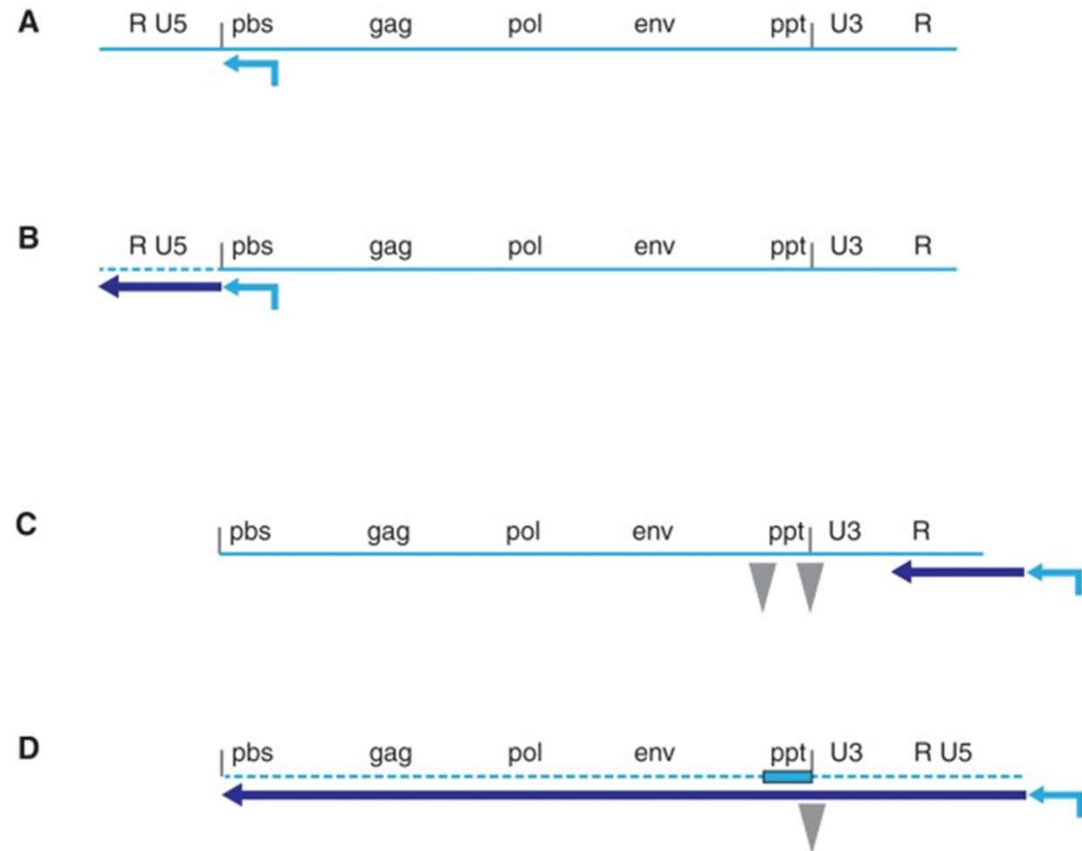 A R U5 pbs gag pol env ppt U3 R
B R U5 pbs gag pol env ppt U3 R
C pbs gag pol env ppt U3 R
D pbs gag pol env ppt U3 R U5